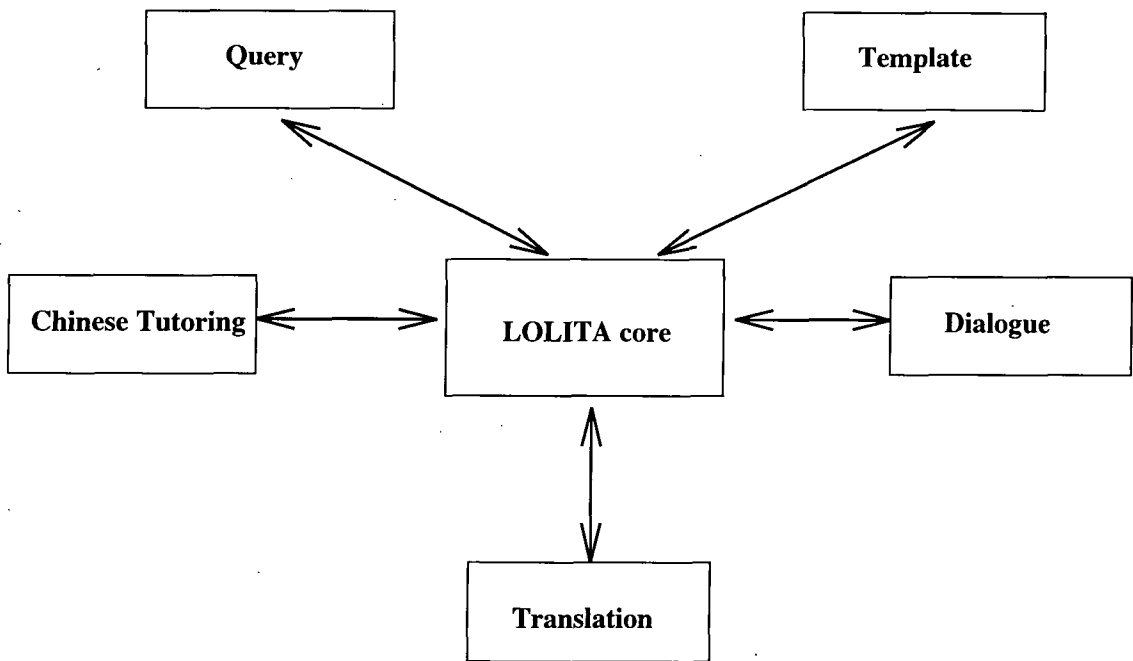 Query
Template
Chinese Tutoring
LOLITA core
Dialogue
Translation